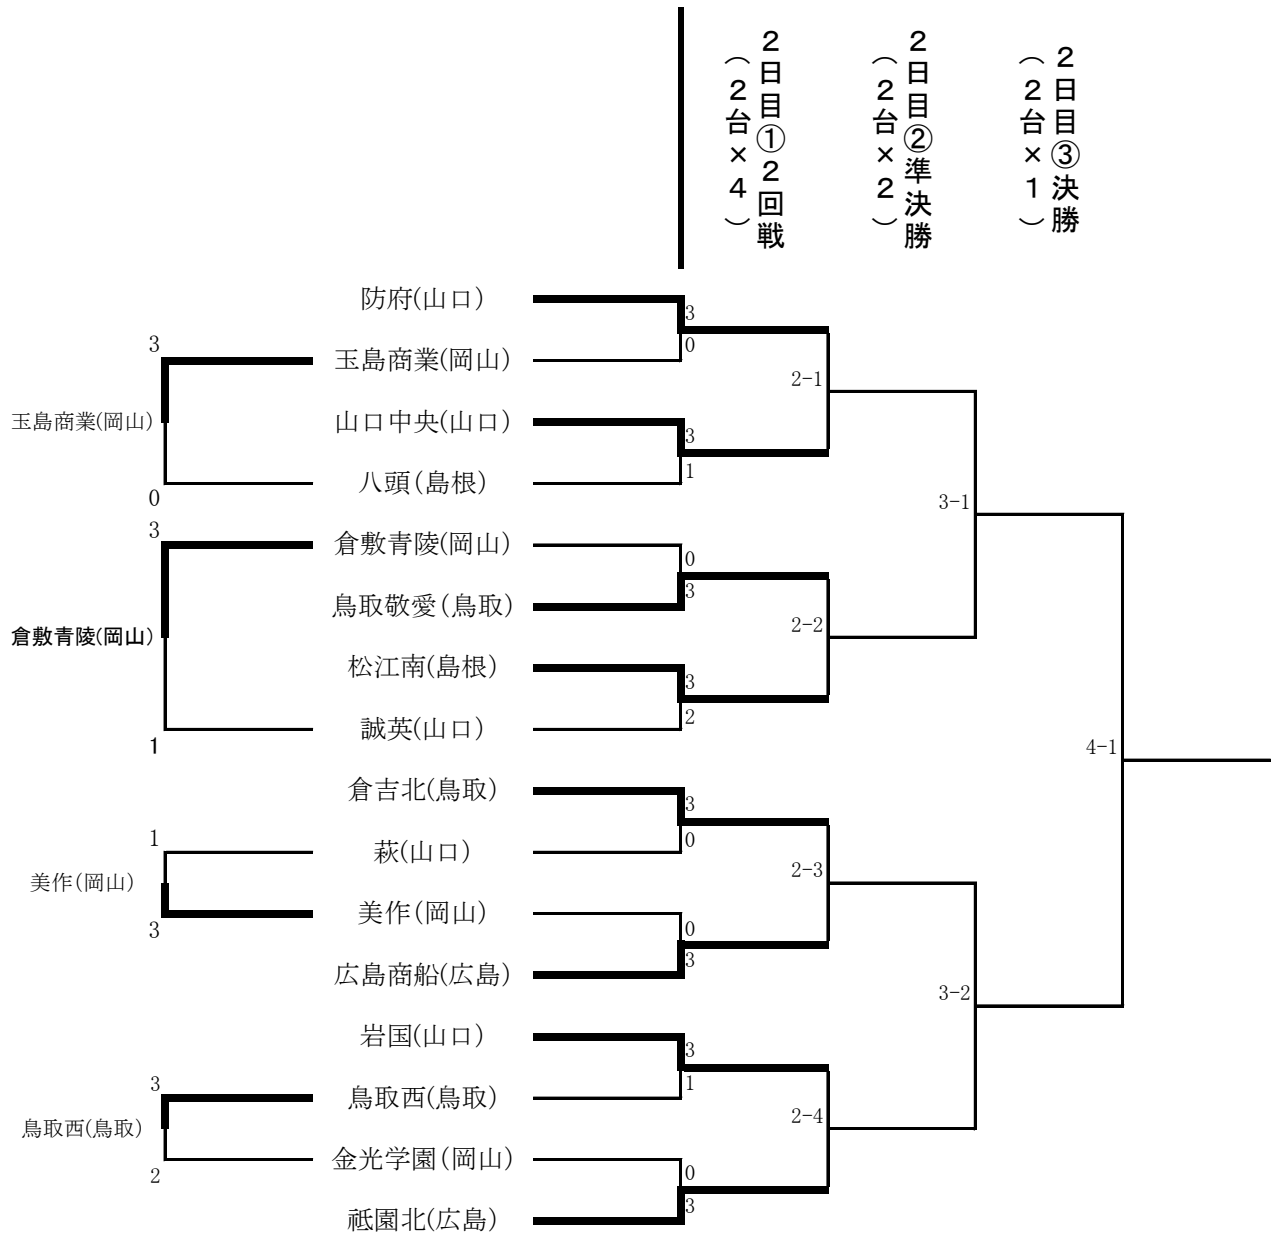 2日目①2回戦
（2台×4）
2日目②準決勝
（2台×2）
2日目③決勝
（2台×1）
防府(山口)
3
3
0
玉島商業(岡山)
2-1
玉島商業(岡山)
山口中央(山口)
3
1
八頭(島根)
0
3-1
3
倉敷青陵(岡山)
0
3
鳥取敬愛(鳥取)
2-2
倉敷青陵(岡山)
松江南(島根)
3
2
誠英(山口)
1
4-1
倉吉北(鳥取)
3
1
0
萩(山口)
2-3
美作(岡山)
美作(岡山)
3
0
3
広島商船(広島)
3-2
岩国(山口)
3
3
1
鳥取西(鳥取)
2-4
鳥取西(鳥取)
金光学園(岡山)
2
0
3
祗園北(広島)